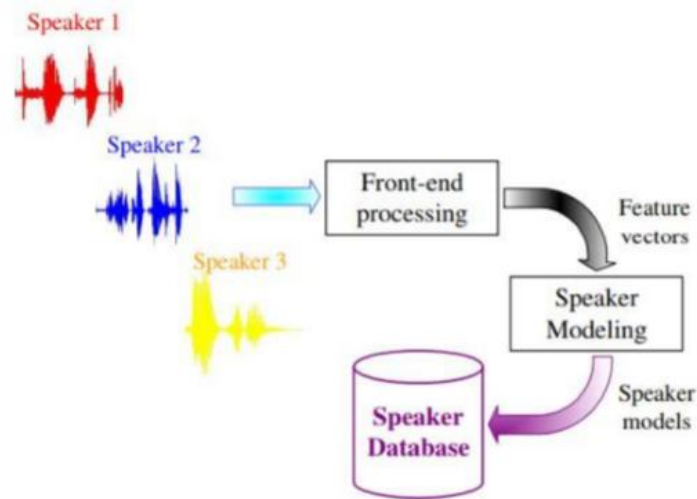 Speaker 1
Speaker 2
Speaker 3
Front-end
processing
Feature
vectors
Speaker
Modeling
Speaker
models
Speaker
Database